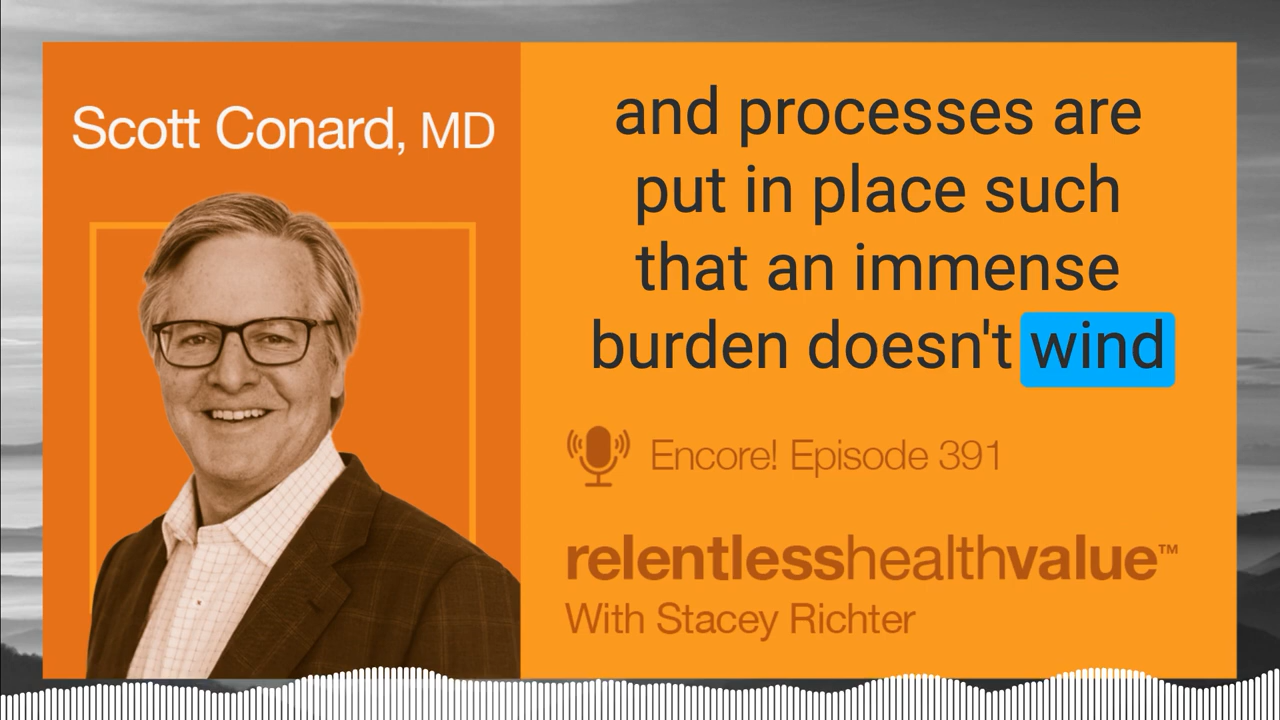 Scott Conard, MD
and processes are
put in place such
that an immense
burden doesn't wind
Encore! Episode 391
relentlesshealthvalue™
With Stacey Richter